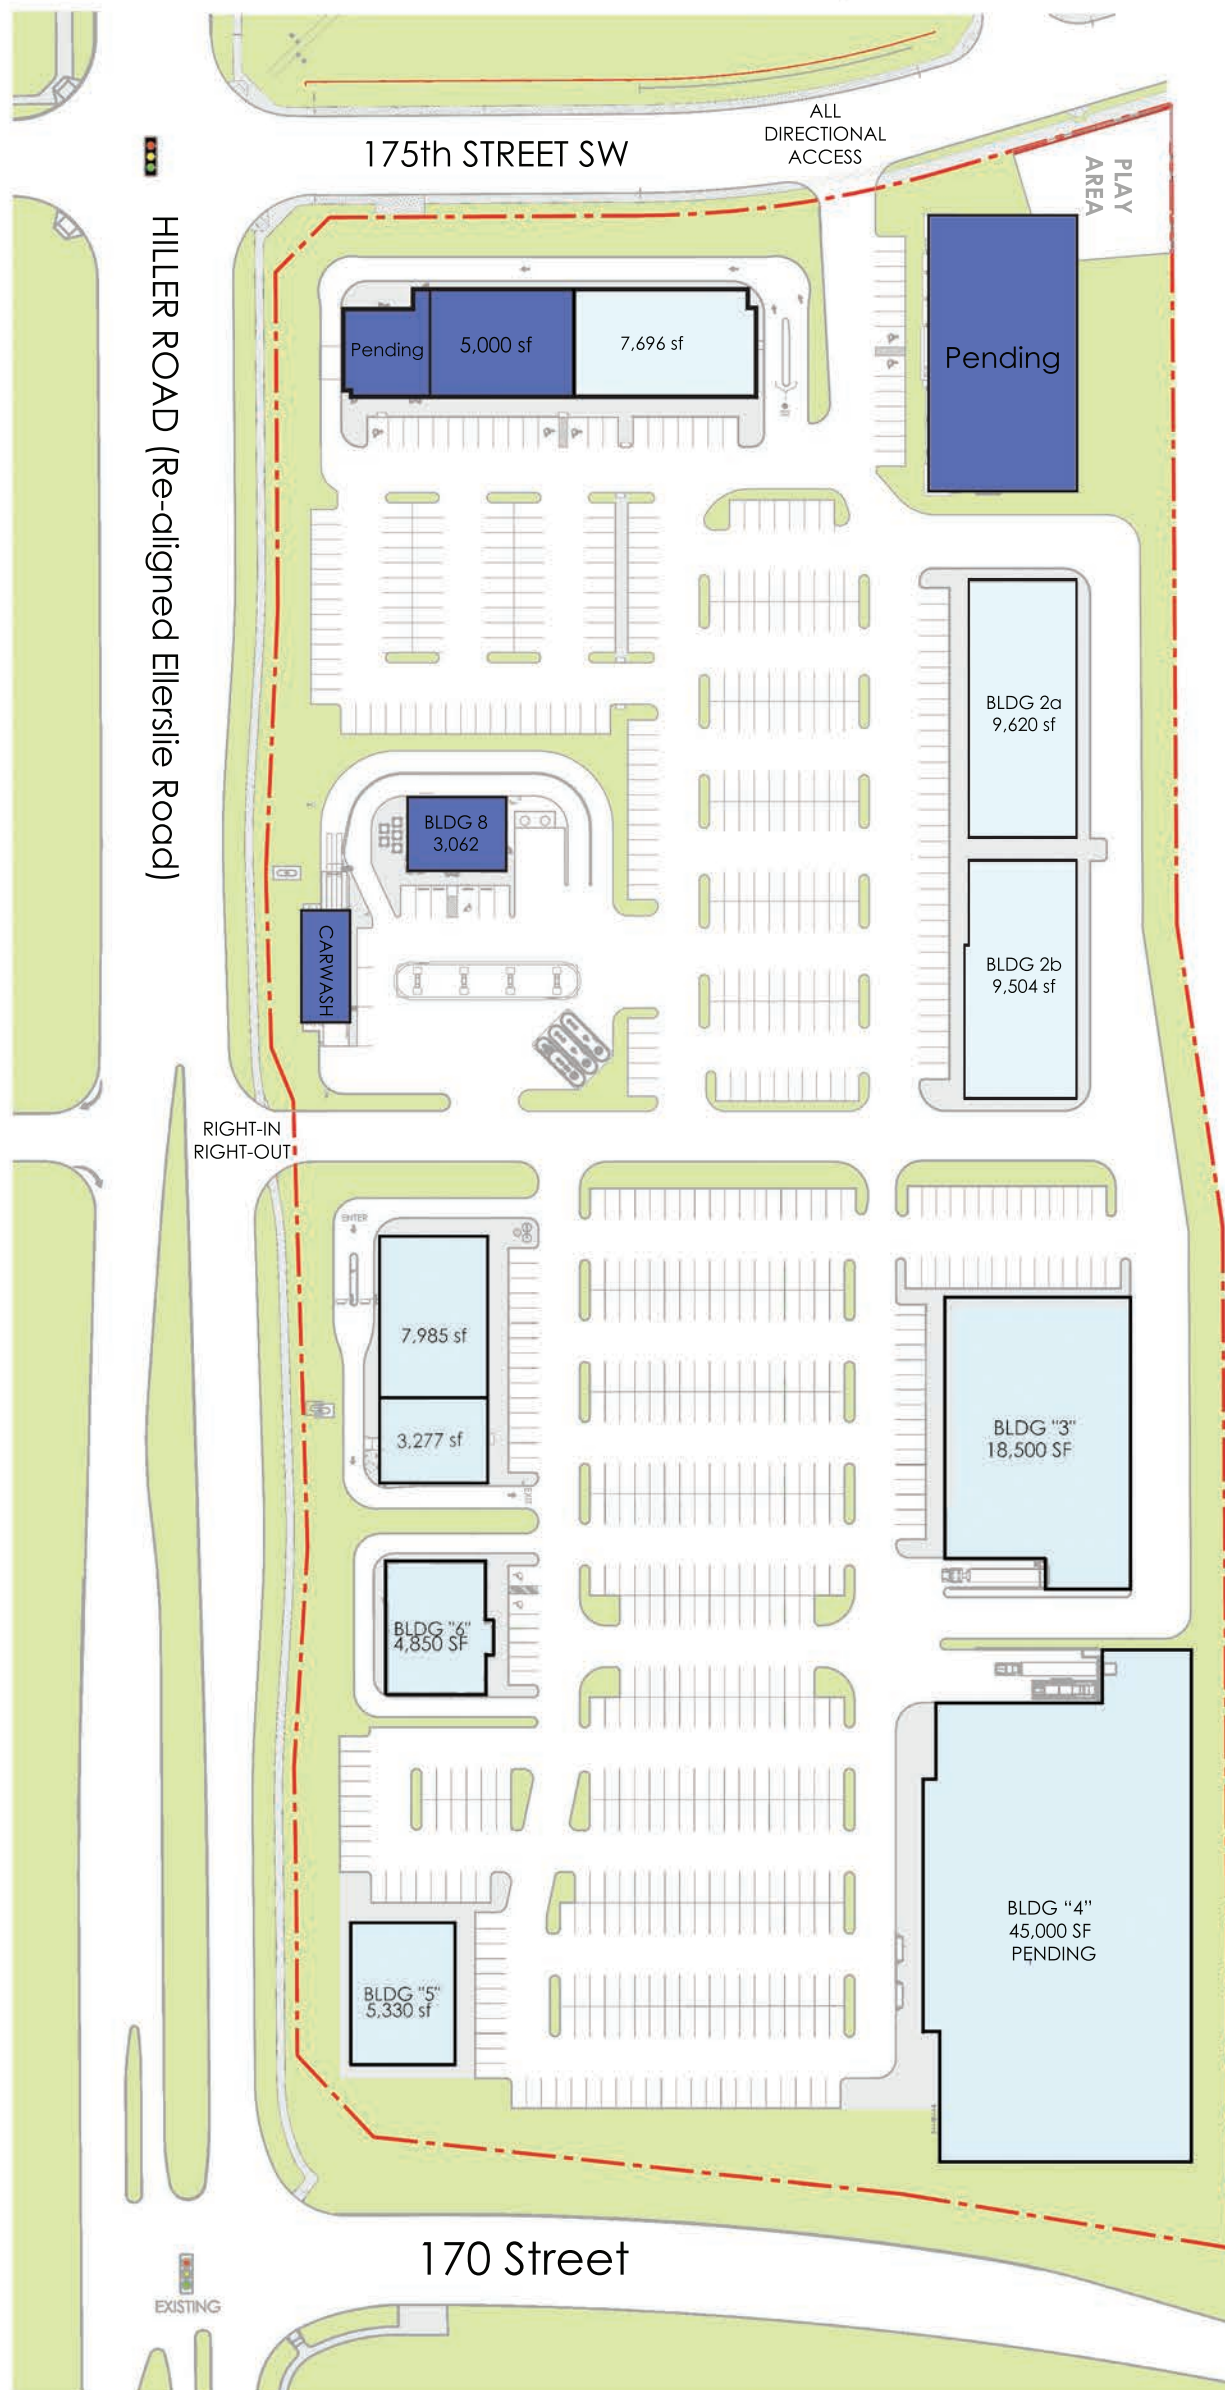 ALL
DIRECTIONAL
ACCESS
175th STREET SW
PLAY
AREA
HILLER ROAD (Re-aligned Ellerslie Road)
Pending
5,000 sf
7,696 sf
Pending
BLDG 2a
9,620 sf
BLDG 8
3,062
CARWASH
BLDG 2b
9,504 sf
RIGHT-IN
RIGHT-OUT
ENTER
7,985 sf
3,277 sf
EXIT
BLDG "3"
18,500 SF
BLDG "6"
4,850 SF
BLDG “4”
45,000 SF
PENDING
BLDG "5"
5,330 sf
170 Street
EXISTING